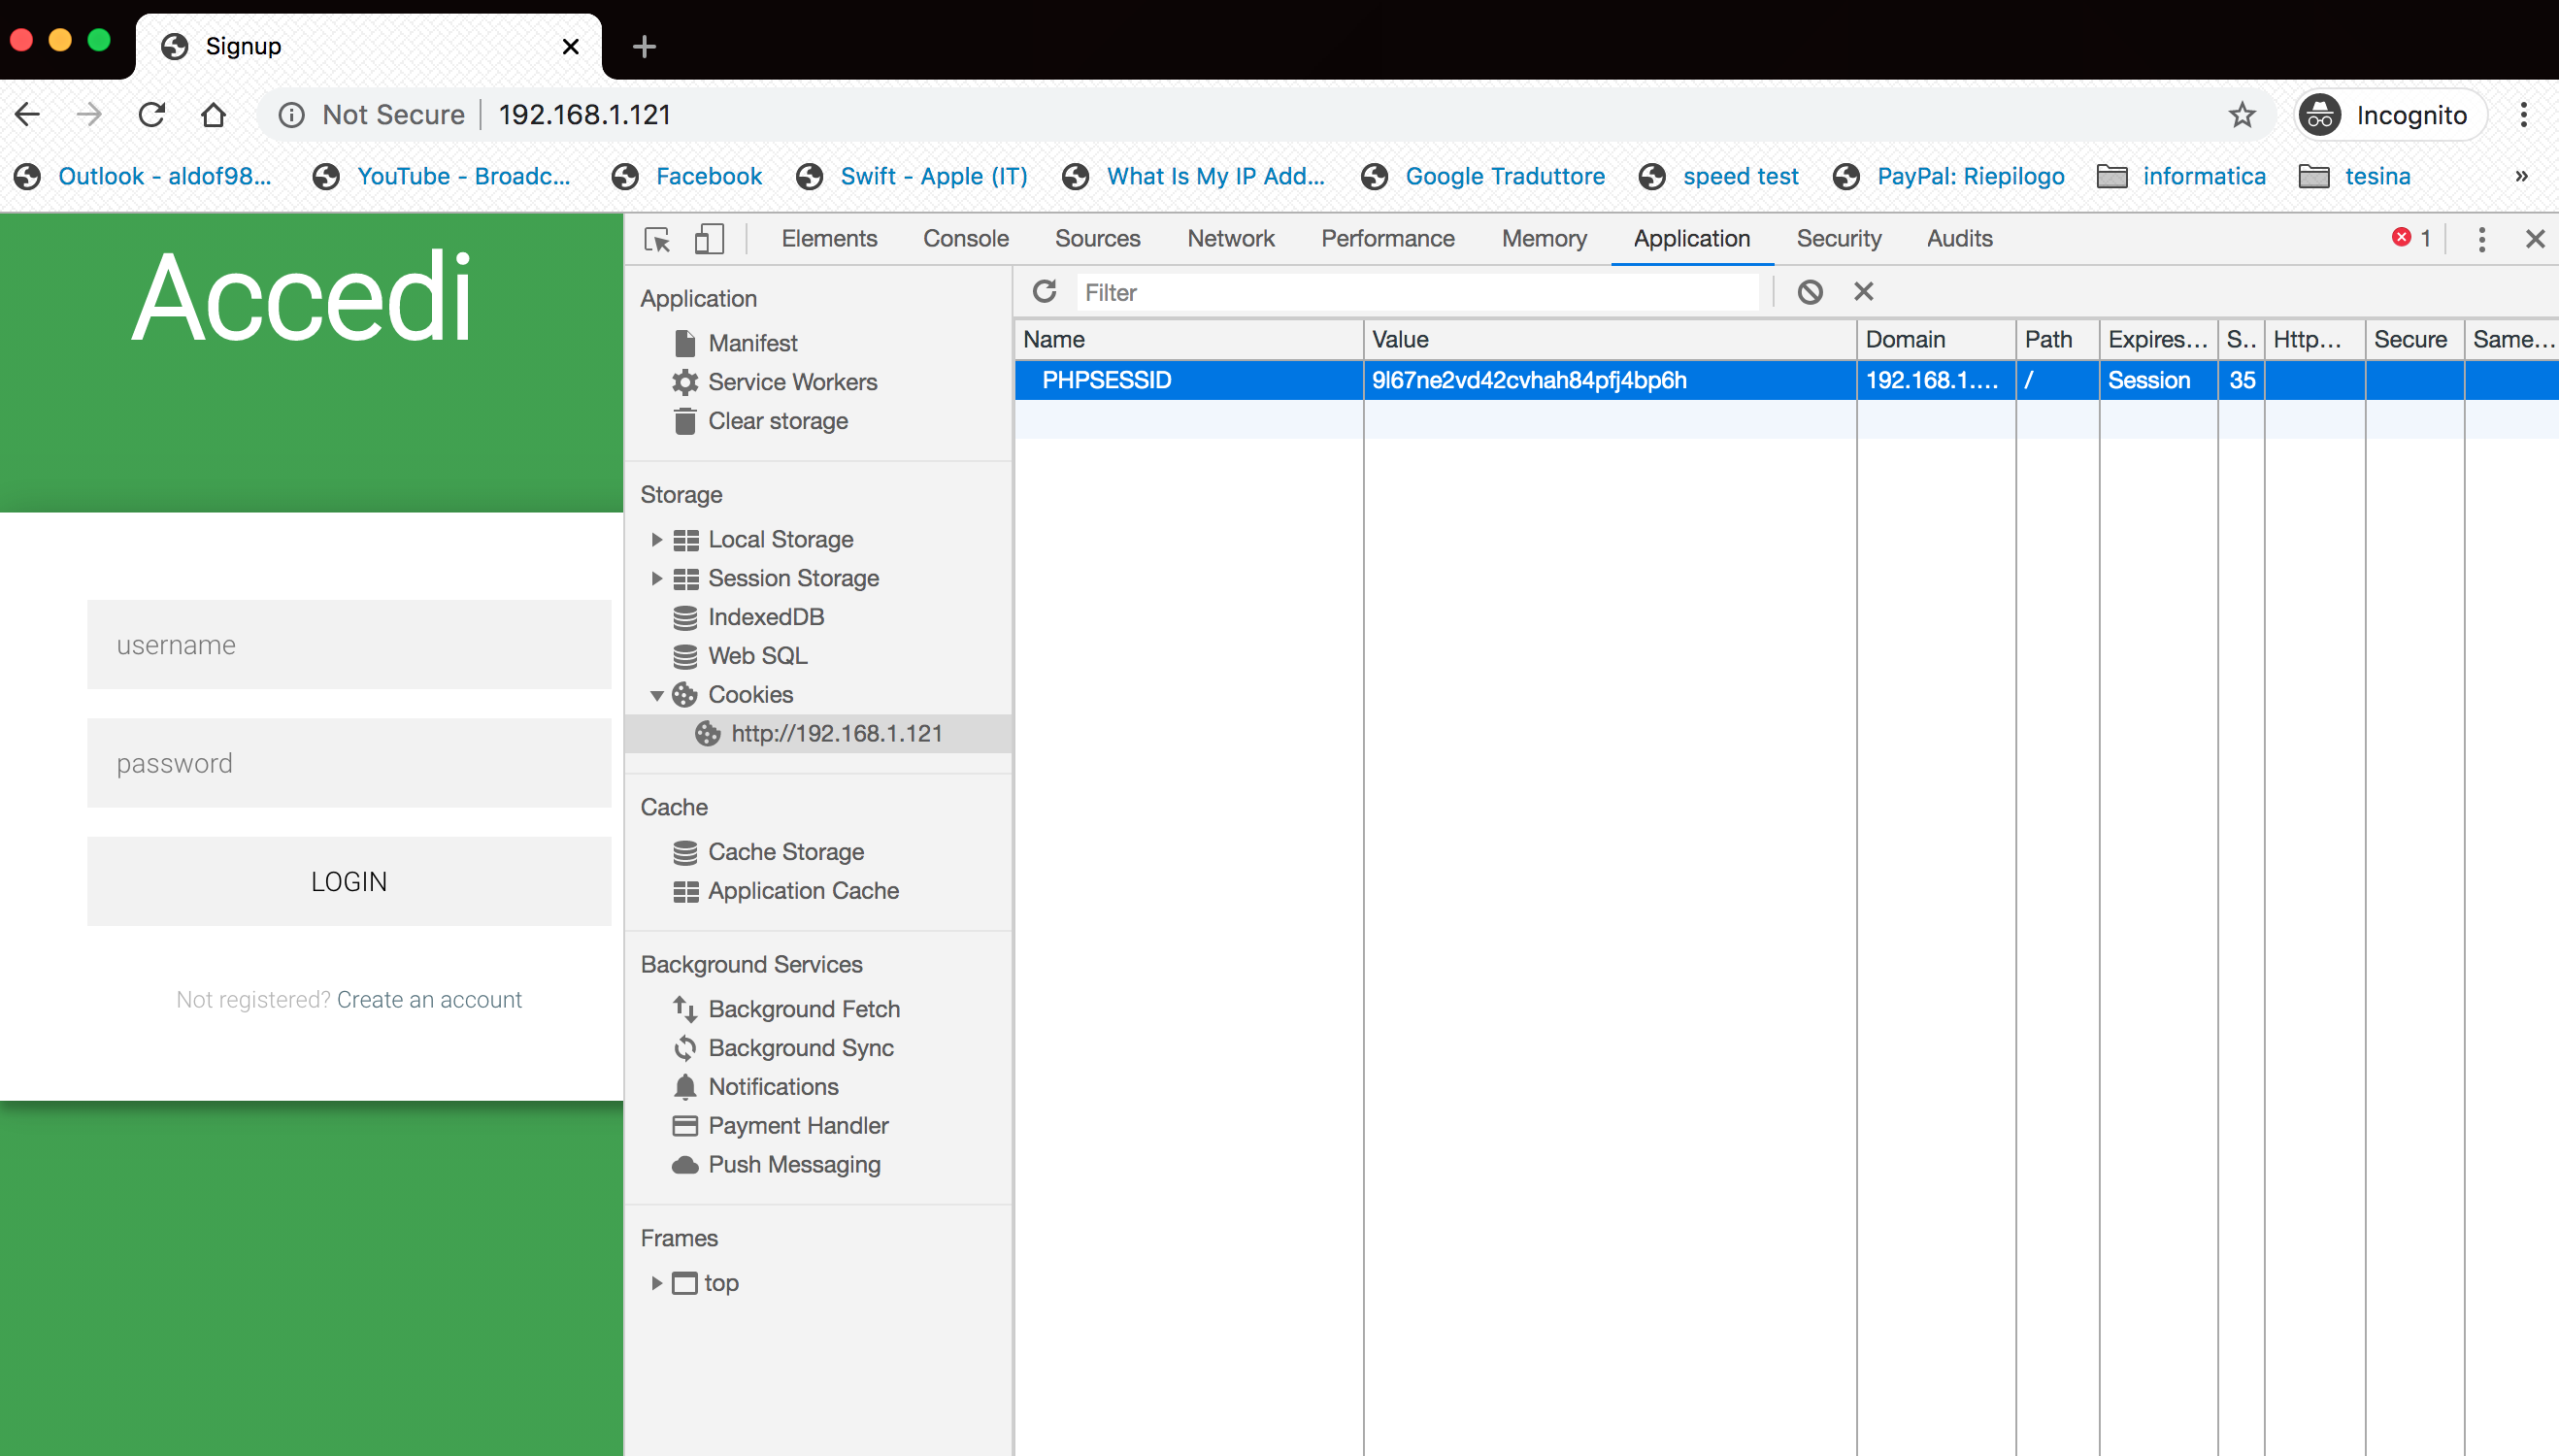 Signup
Not Secure 192.168.1.121 Incognito
Outlook - aldof98... YouTube - Broadc... Facebook Swift - Apple (IT) What Is My IP Add... Google Traduttore speed test PayPal: Riepilogo informatica tesina »
Accedi
username
password
LOGIN
Not registered? Create an account
Elements Console Sources Network Performance Memory Application Security Audits 1
Application
Manifest
Service Workers
Clear storage
Storage
Local Storage
Session Storage
IndexedDB
Web SQL
Cookies
http://192.168.1.121
Cache
Cache Storage
Application Cache
Background Services
Background Fetch
Background Sync
Notifications
Payment Handler
Push Messaging
Frames
top
Filter
Name Value Domain Path Expires... S.. Http... Secure Same...
PHPSESSID 9l67ne2vd42cvhah84pfj4bp6h 192.168.1.... / Session 35